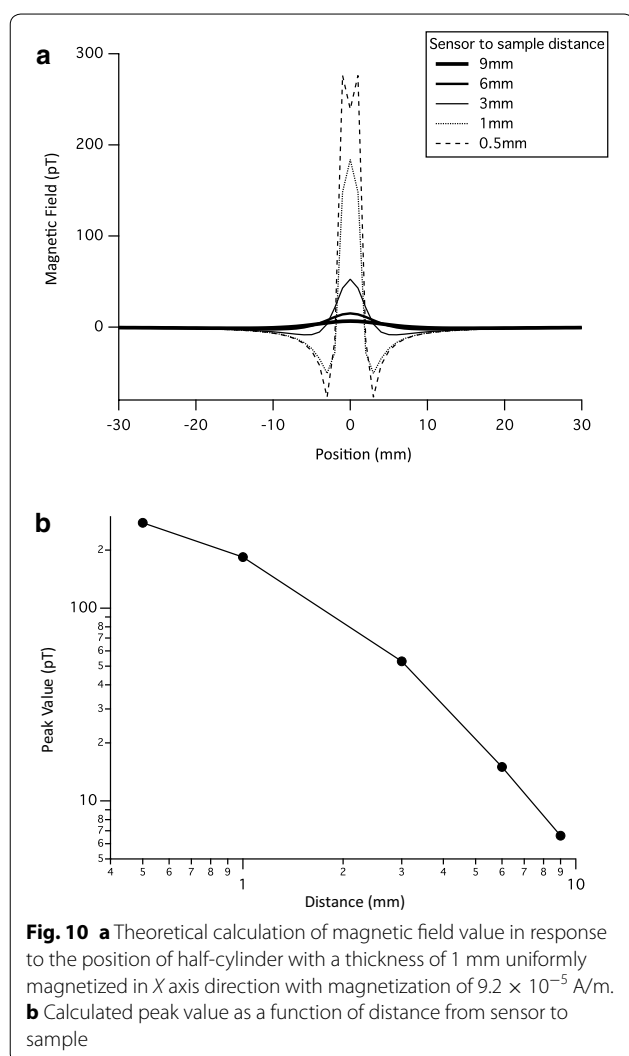 a
300
200
100
0
Magnetic Field (pT)
Sensor to sample distance
9mm
6mm
3mm
1mm
0.5mm
-30 -20 -10 0 10 20 30
Position (mm)
b
2
100
8
7
6
5
4
3
2
10
8
7
6
5
Peak Value (pT)
4 5 6 7 8 9 1 2 3 4 5 6 7 8 9 10
Distance (mm)
Fig. 10 a Theoretical calculation of magnetic field value in response
to the position of half-cylinder with a thickness of 1 mm uniformly
magnetized in X axis direction with magnetization of 9.2 × 10⁻⁵ A/m.
b Calculated peak value as a function of distance from sensor to
sample